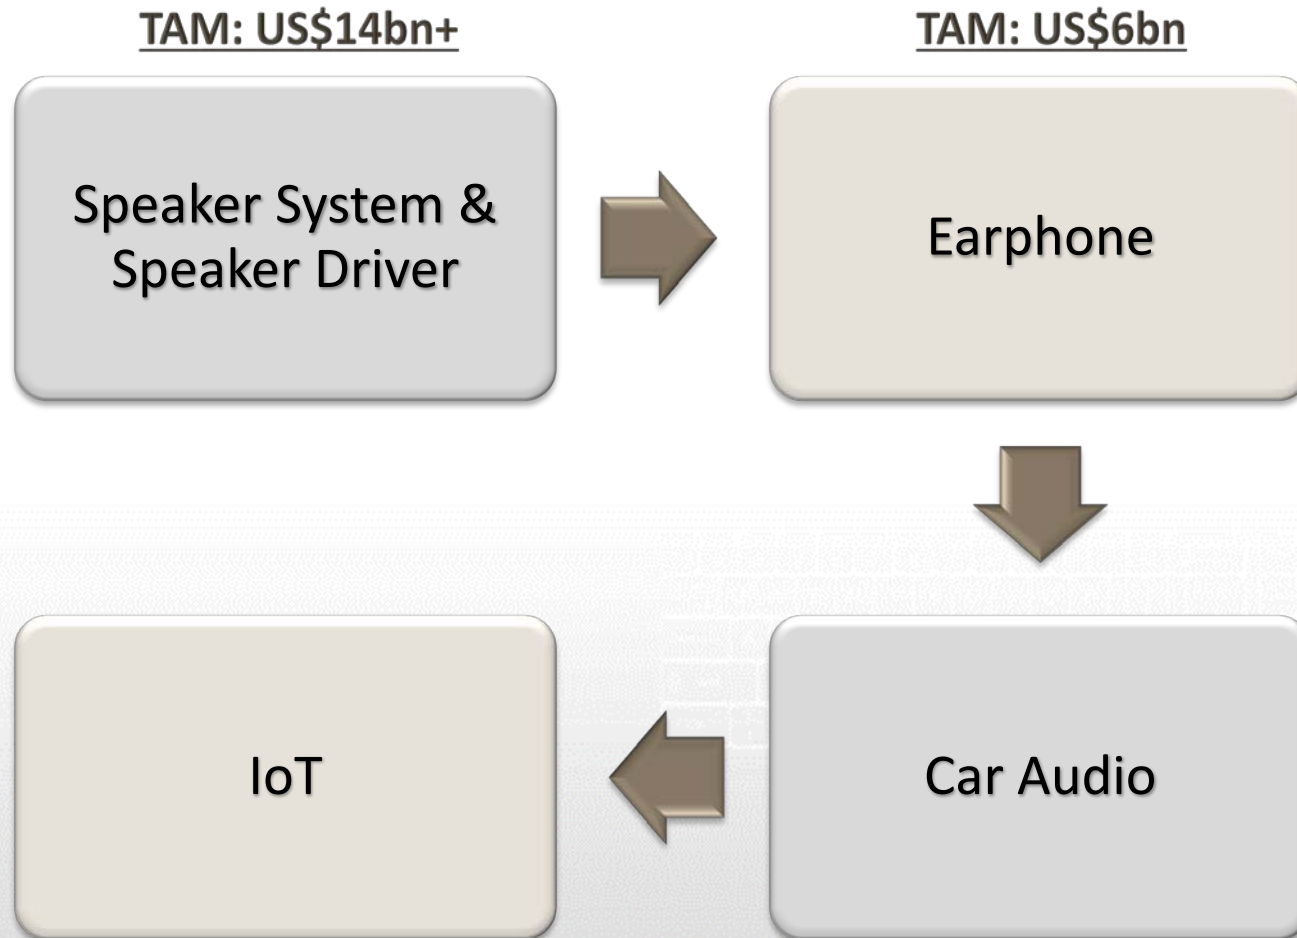 TAM: US$14bn+
TAM: US$6bn
Speaker System &
Speaker Driver
Earphone
IoT
Car Audio